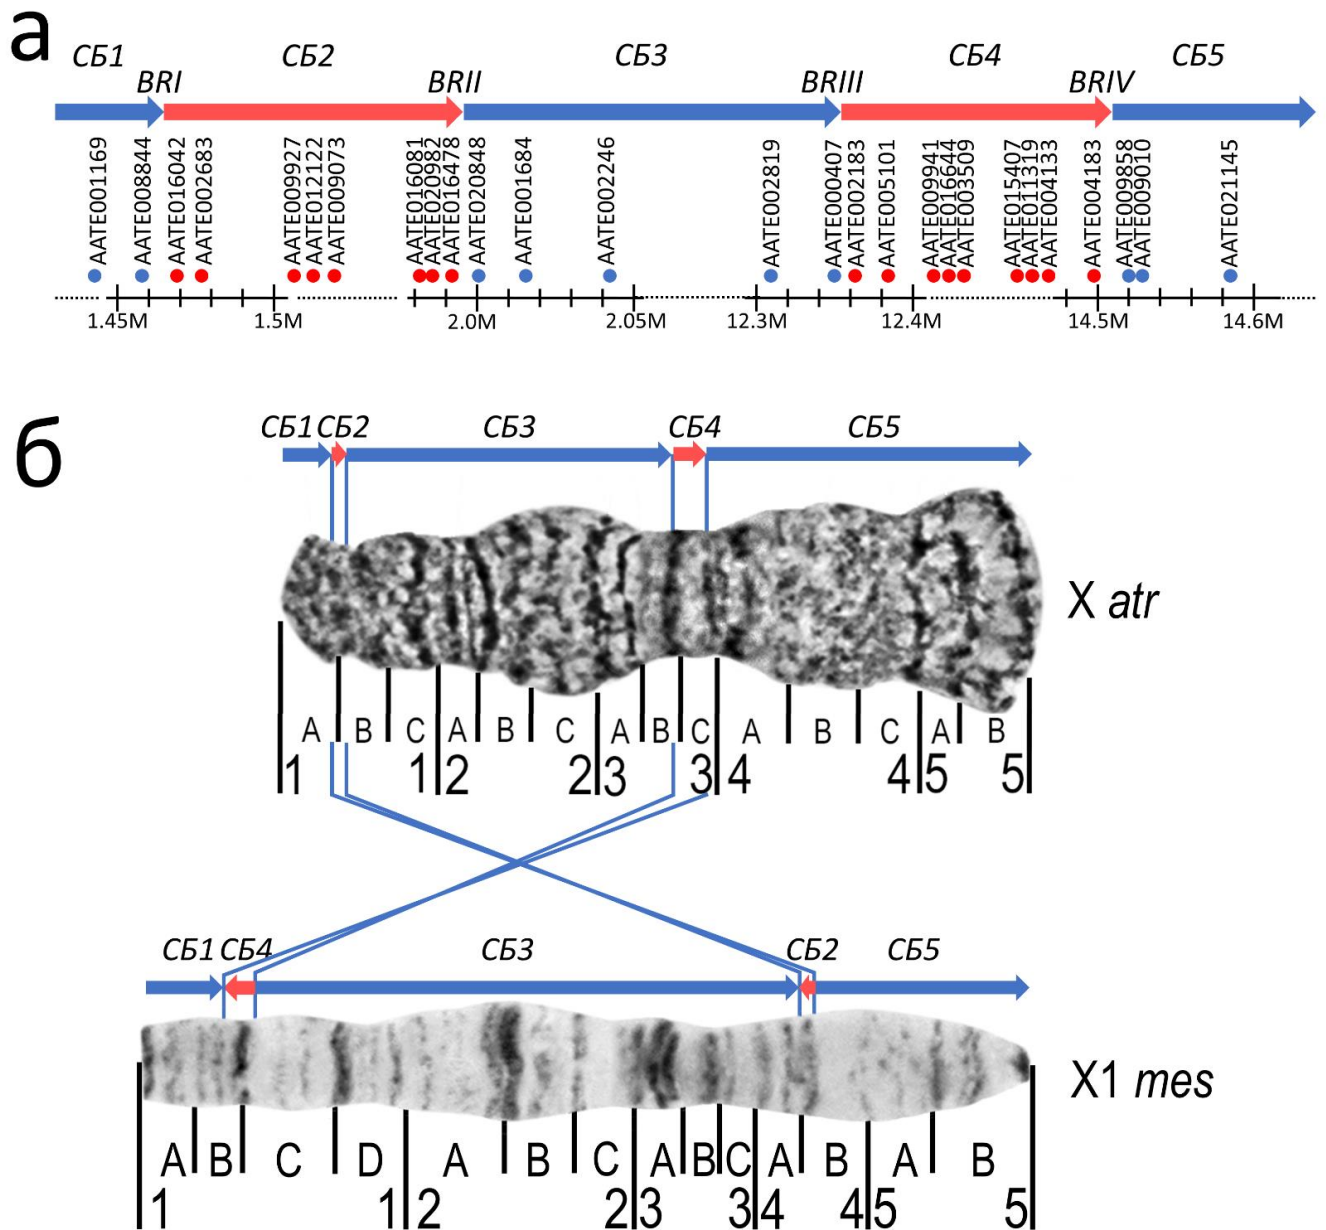 а
СБ1 СБ2 СБ3 СБ4 СБ5
BRI BRII BRIII BRIV
AATE001169
AATE008844
AATE016042
AATE002683
AATE009927
AATE012122
AATE009073
AATE016081
AATE020982
AATE016478
AATE020848
AATE001684
AATE002246
AATE002819
AATE000407
AATE002183
AATE005101
AATE009941
AATE016644
AATE003509
AATE015407
AATE011319
AATE004133
AATE004183
AATE009858
AATE009010
AATE021145
1.45M 1.5M 2.0M 2.05M 12.3M 12.4M 14.5M 14.6M
б
СБ1 СБ2 СБ3 СБ4 СБ5
X atr
A B C A B C A B C A B C A B
1 1 2 2 3 3 4 4 5 5
СБ1 СБ4 СБ3 СБ2 СБ5
X1 mes
A B C D A B C A B C A B A B
1 1 2 2 3 3 4 4 5 5